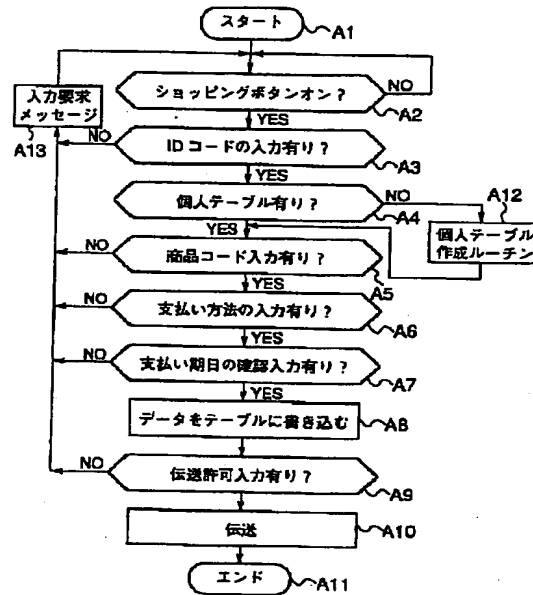 スタート
A1
ショッピングボタンオン？
NO
A2
入力要求
メッセージ
A13
YES
IDコードの入力有り？
NO
A3
YES
個人テーブル有り？
NO
A4
A12
個人テーブル
作成ルーチン
YES
商品コード入力有り？
NO
A5
YES
支払い方法の入力有り？
NO
A6
YES
支払い期日の確認入力有り？
NO
A7
YES
データをテーブルに書き込む
A8
伝送許可入力有り？
NO
A9
伝送
A10
エンド
A11